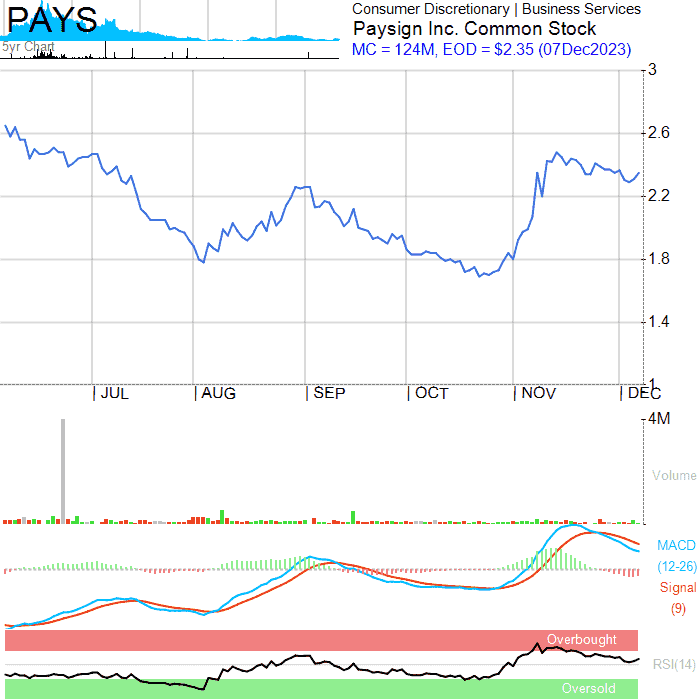 PAYS
5yr Chart
Consumer Discretionary | Business Services
Paysign Inc. Common Stock
MC = 124M, EOD = $2.35 (07Dec2023)
3
2.6
2.2
1.8
1.4
1
| JUL | AUG | SEP | OCT | NOV | DEC
4M
Volume
MACD
(12-26)
Signal
(9)
Overbought
RSI(14)
Oversold